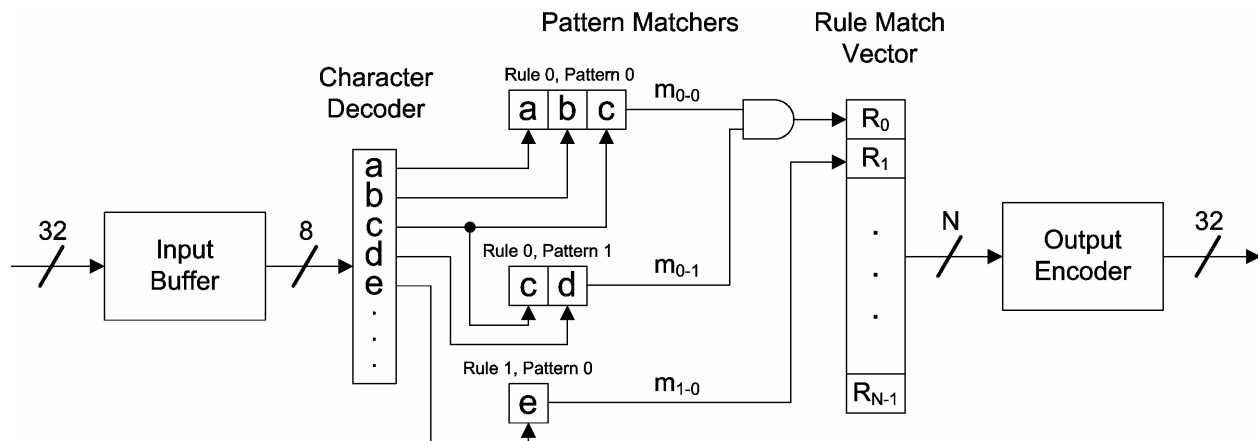 Pattern Matchers
Rule Match
Vector
Character
Decoder
Rule 0, Pattern 0
a b c
m0-0
R0
R1
a
b
c
d
e
.
.
.
32
Input
Buffer
8
Rule 0, Pattern 1
c d
m0-1
.
.
.
N
Output
Encoder
32
Rule 1, Pattern 0
e
m1-0
RN-1